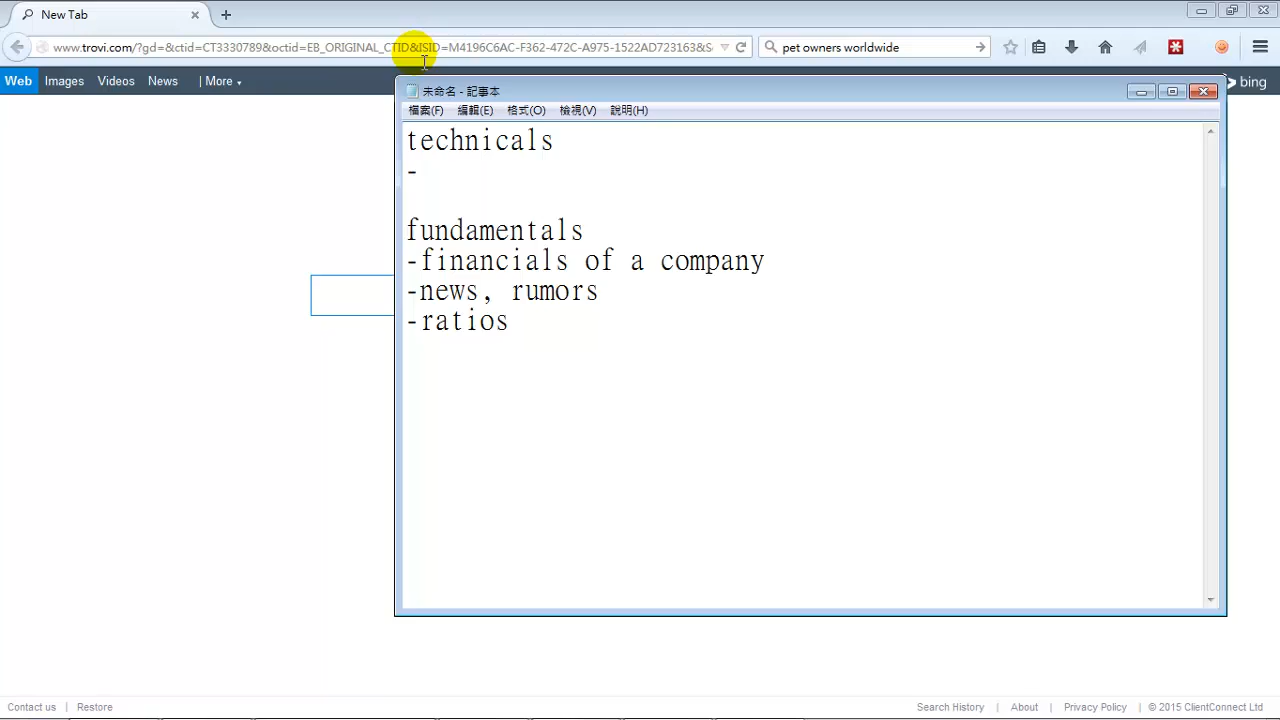 New Tab
www.trovi.com/?gd=&ctid=CT3330789&octid=EB_ORIGINAL_CTID&ISID=M4196C6AC-F362-472C-A975-1522AD723163&S
pet owners worldwide
Web Images Videos News | More
bing
未命名 - 記事本
檔案(F) 編輯(E) 格式(O) 檢視(V) 說明(H)
technicals
-
fundamentals
-financials of a company
-news, rumors
-ratios
Contact us | Restore
Search History | About | Privacy Policy | © 2015 ClientConnect Ltd